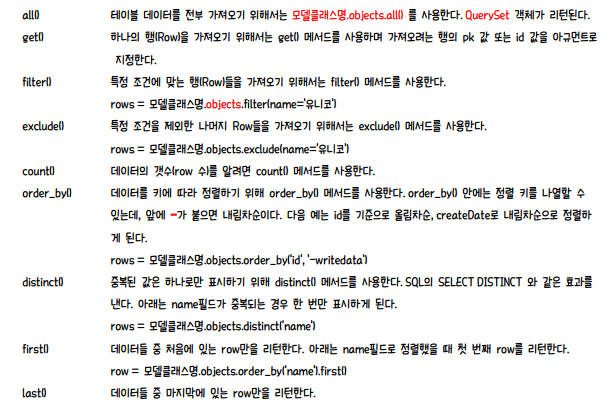 all() 테이블 데이터를 전부 가져오기 위해서는 모델클래스명.objects.all() 를 사용한다. QuerySet 객체가 리턴된다.
get() 하나의 행(Row)을 가져오기 위해서는 get() 메서드를 사용하며 가져오려는 행의 pk 값 또는 id 값을 아규먼트로
지정한다.
filter() 특정 조건에 맞는 행(Row)들을 가져오기 위해서는 filter() 메서드를 사용한다.
rows = 모델클래스명.objects.filter(name='유니코')
exclude() 특정 조건을 제외한 나머지 Row들을 가져오기 위해서는 exclude() 메서드를 사용한다.
rows = 모델클래스명.objects.exclude(name='유니코')
count() 데이터의 갯수(row 수)를 알려면 count() 메서드를 사용한다.
order_by() 데이터를 키에 따라 정렬하기 위해 order_by() 메서드를 사용한다. order_by() 안에는 정렬 키를 나열할 수
있는데, 앞에 -가 붙으면 내림차순이다. 다음 예는 id를 기준으로 올림차순, createDate로 내림차순으로 정렬하
게 된다.
rows = 모델클래스명.objects.order_by('id', '-writedata')
distinct() 중복된 값은 하나로만 표시하기 위해 distinct() 메서드를 사용한다. SQL의 SELECT DISTINCT 와 같은 효과를
낸다. 아래는 name필드가 중복되는 경우 한 번만 표시하게 된다.
rows = 모델클래스명.objects.distinct('name')
first() 데이터들 중 처음에 있는 row만을 리턴한다. 아래는 name필드로 정렬했을 때 첫 번째 row를 리턴한다.
row = 모델클래스명.objects.order_by('name').first()
last() 데이터들 중 마지막에 있는 row만을 리턴한다.